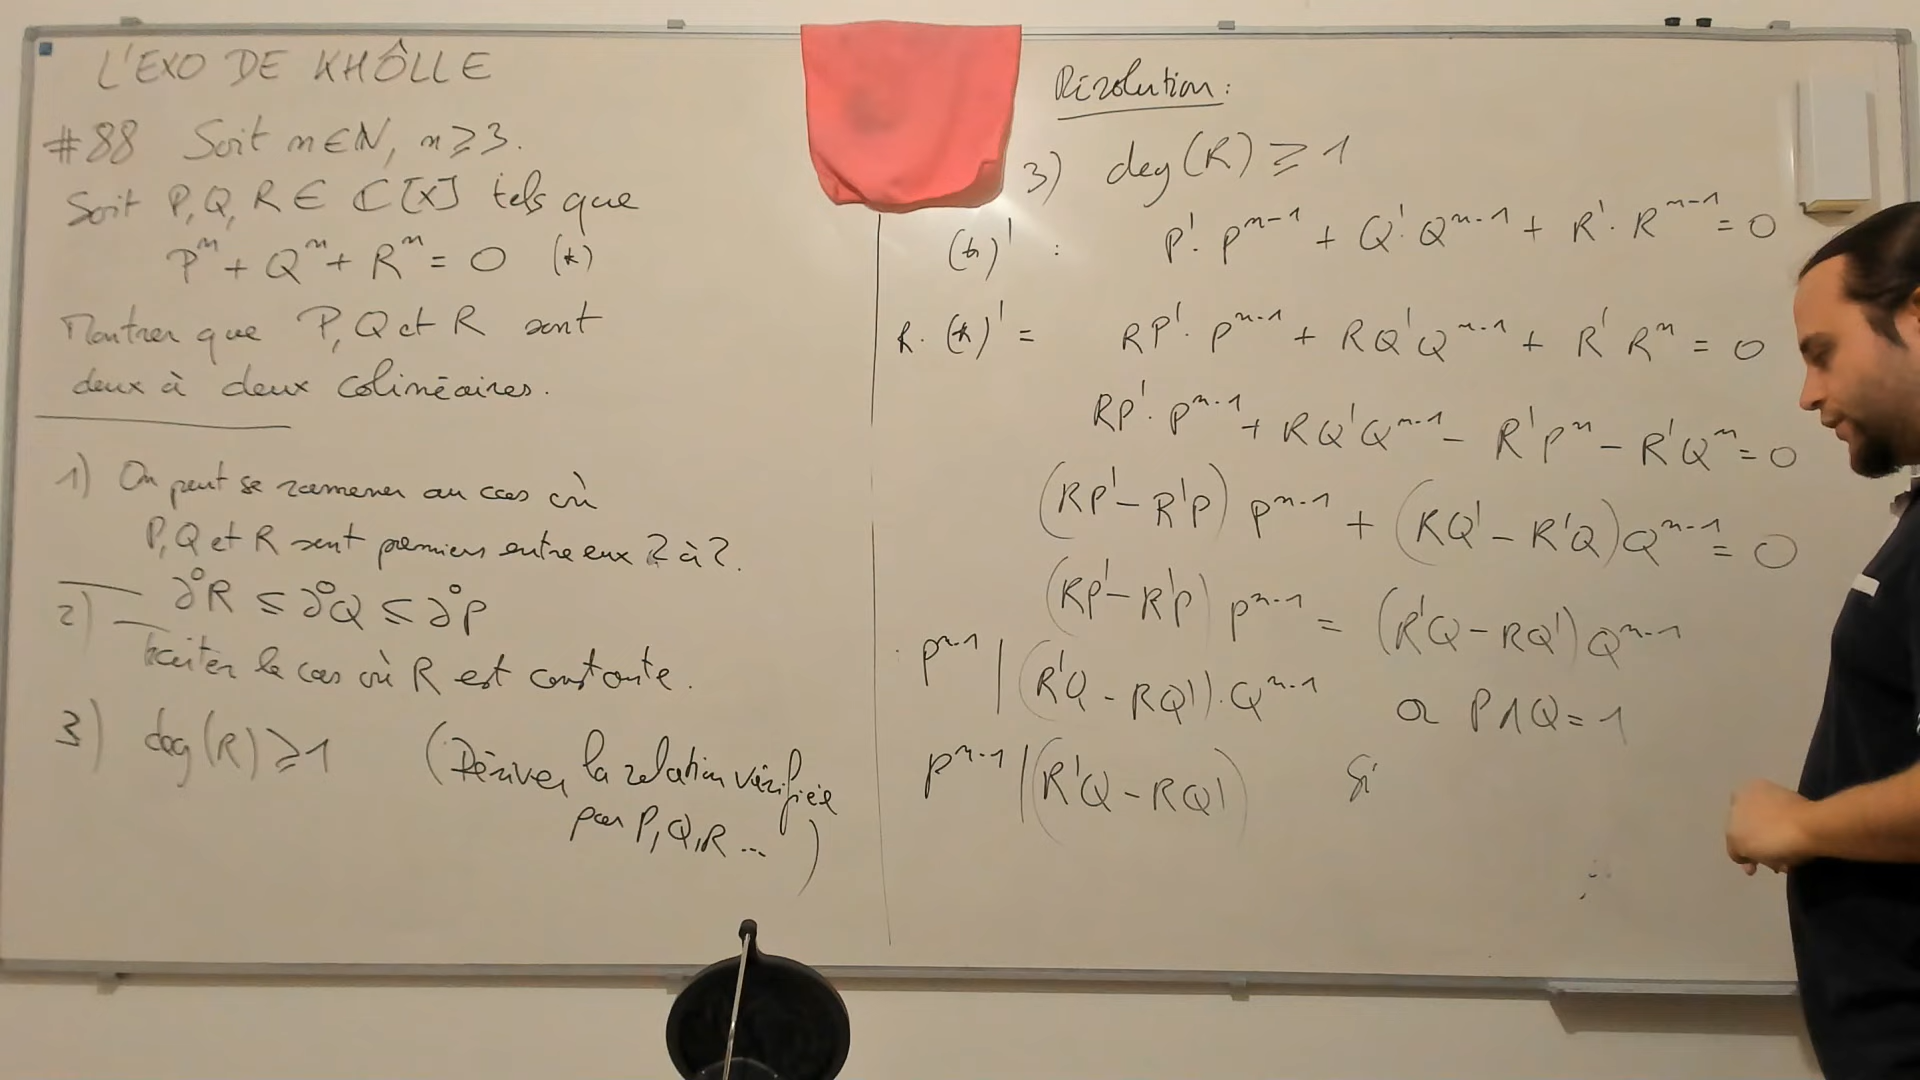 L'EXO DE KHÔLLE
#88 Soit n ∈ ℕ, n ⩾ 3.
Soit P, Q, R ∈ ℂ[X] tels que
Pⁿ + Qⁿ + Rⁿ = 0 (*)
Montrer que P, Q et R sont
deux à deux colinéaires.
1) On peut se ramener au cas où
P, Q et R sont premiers entre eux 2 à 2.
2) ∂°R ≤ ∂°Q ≤ ∂°P
traiter le cas où R est constante.
3) deg(R) ⩾ 1 (Dériver la relation vérifiée
par P, Q, R ... )
Résolution :
3) deg(R) ⩾ 1
(*)' : P'. Pⁿ⁻¹ + Q'. Qⁿ⁻¹ + R'. Rⁿ⁻¹ = 0
R. (*)' = RP'. Pⁿ⁻¹ + RQ'Qⁿ⁻¹ + R' Rⁿ = 0
RP'. Pⁿ⁻¹ + RQ'Qⁿ⁻¹ - R'Pⁿ - R'Qⁿ = 0
(RP' - R'P) Pⁿ⁻¹ + (RQ' - R'Q) Qⁿ⁻¹ = 0
(RP' - R'P) Pⁿ⁻¹ = (R'Q - RQ') Qⁿ⁻¹
Pⁿ⁻¹ | (R'Q - RQ'). Qⁿ⁻¹ or P ∧ Q = 1
Pⁿ⁻¹ | (R'Q - RQ') Si